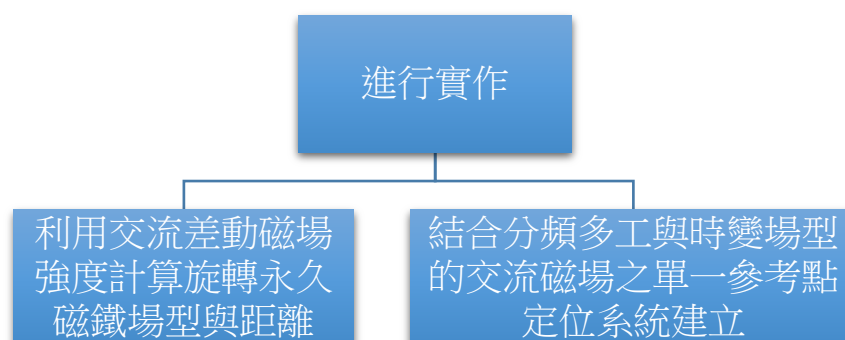 進行實作
利用交流差動磁場
強度計算旋轉永久
磁鐵場型與距離
結合分頻多工與時變場型
的交流磁場之單一參考點
定位系統建立